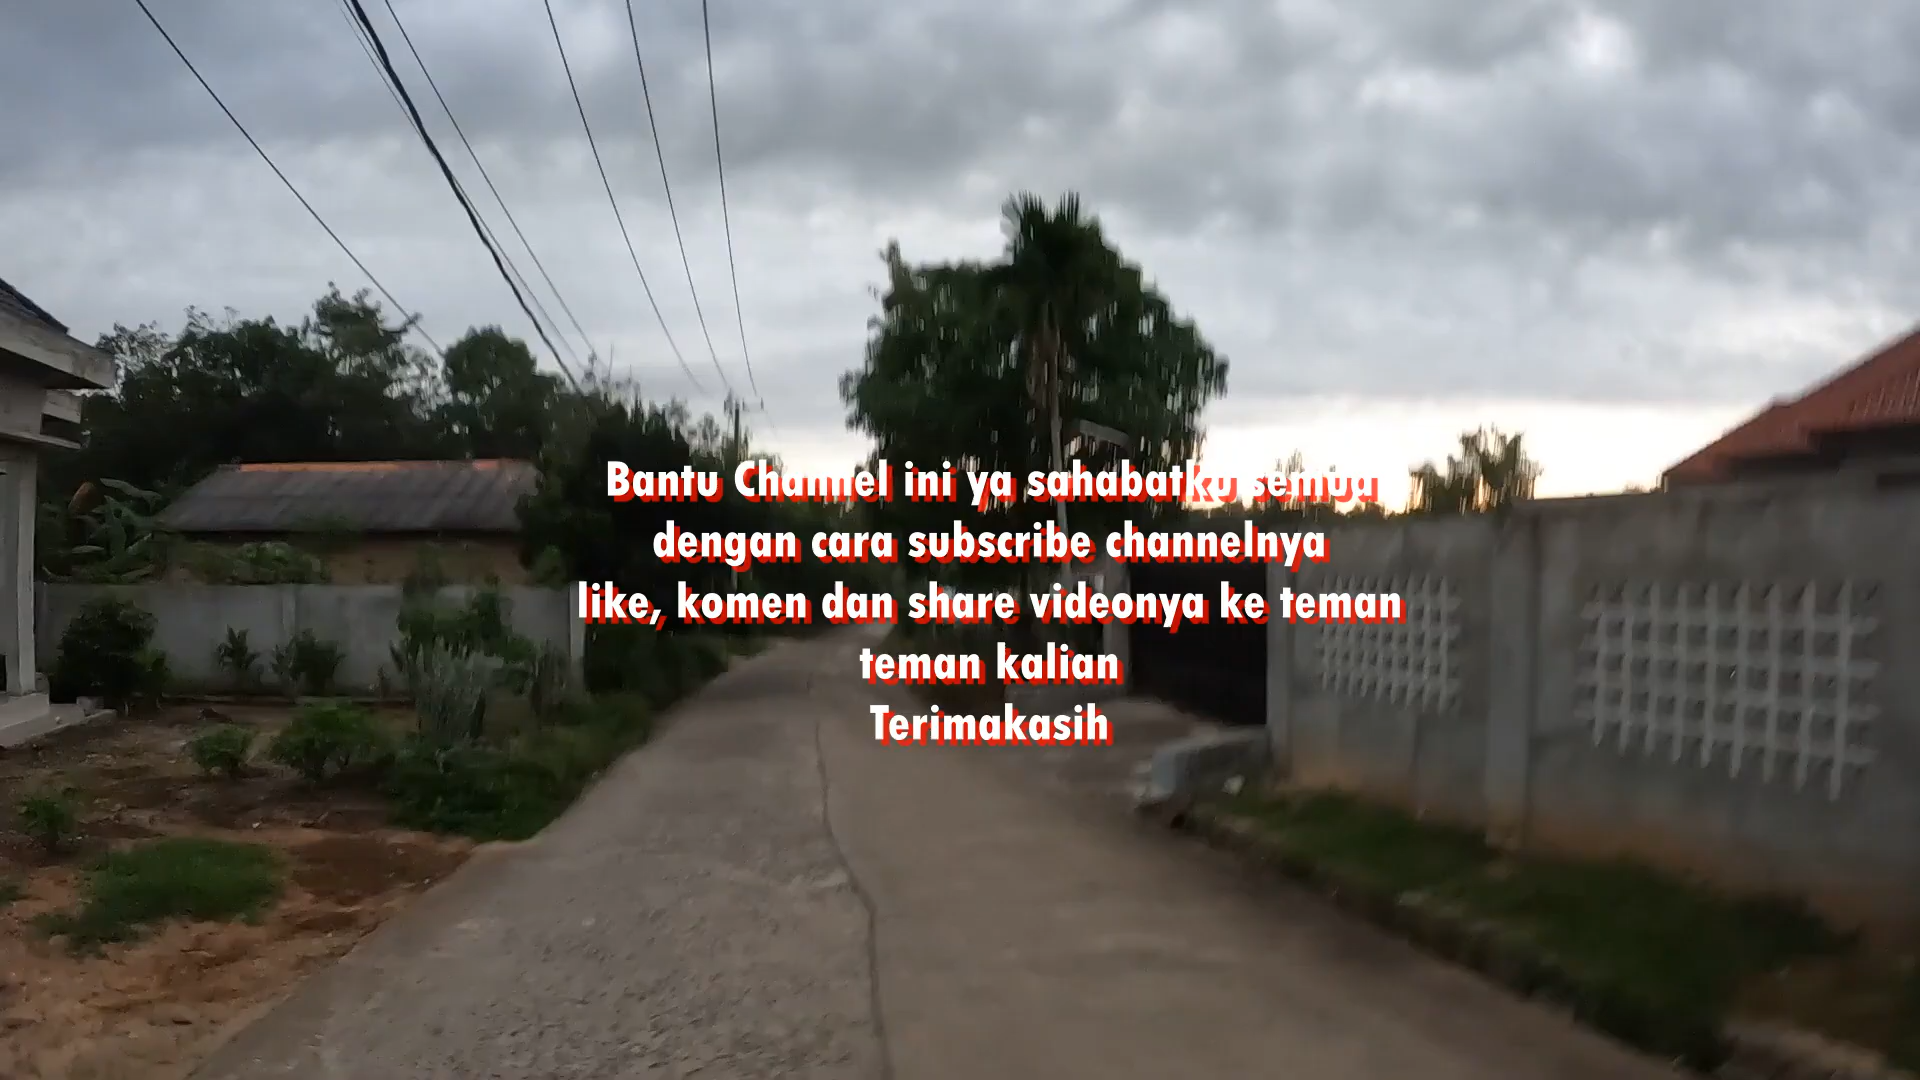 Bantu Channel ini ya sahabatku semua
dengan cara subscribe channelnya
like, komen dan share videonya ke teman
teman kalian
Terimakasih